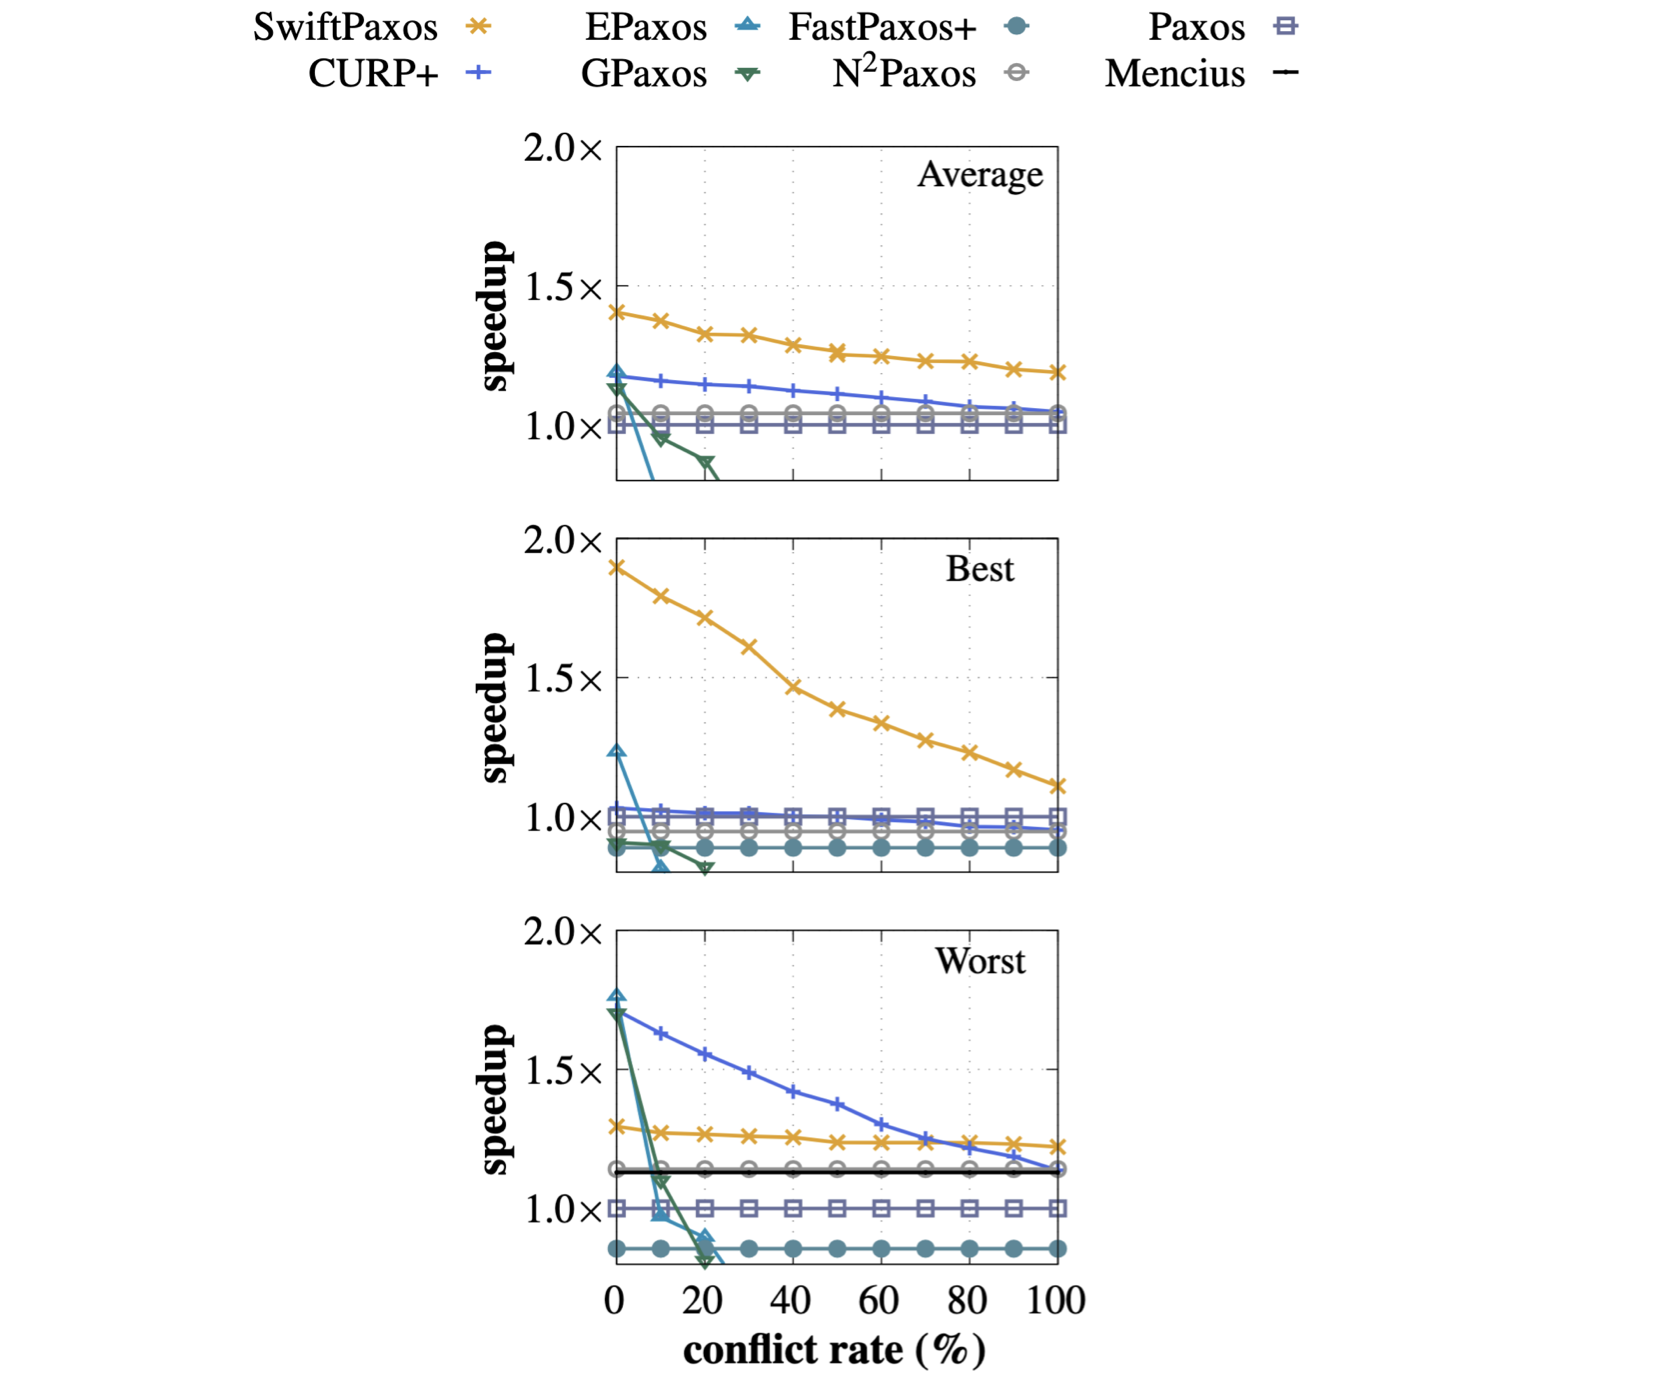 SwiftPaxos EPaxos FastPaxos+ Paxos
CURP+ GPaxos N²Paxos Mencius
2.0×
Average
1.5×
speedup
1.0×
2.0×
Best
1.5×
speedup
1.0×
2.0×
Worst
1.5×
speedup
1.0×
0 20 40 60 80 100
conflict rate (%)